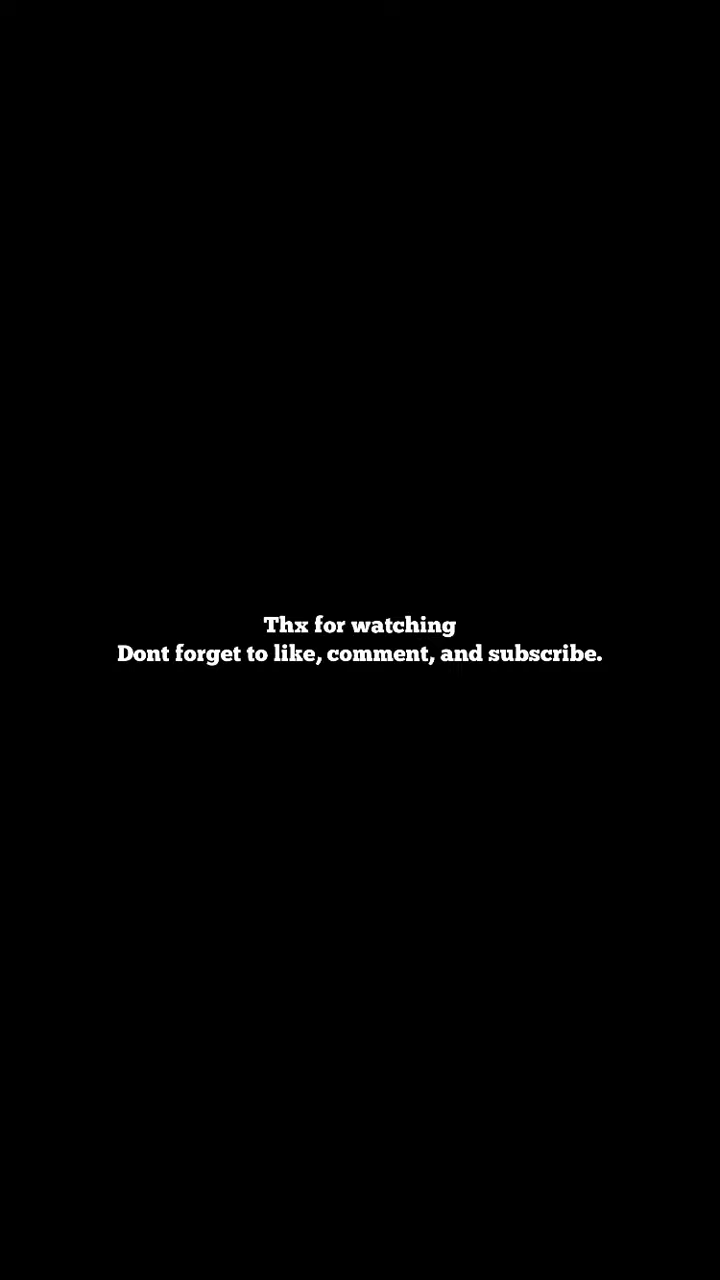 Thx for watching
Dont forget to like, comment, and subscribe.